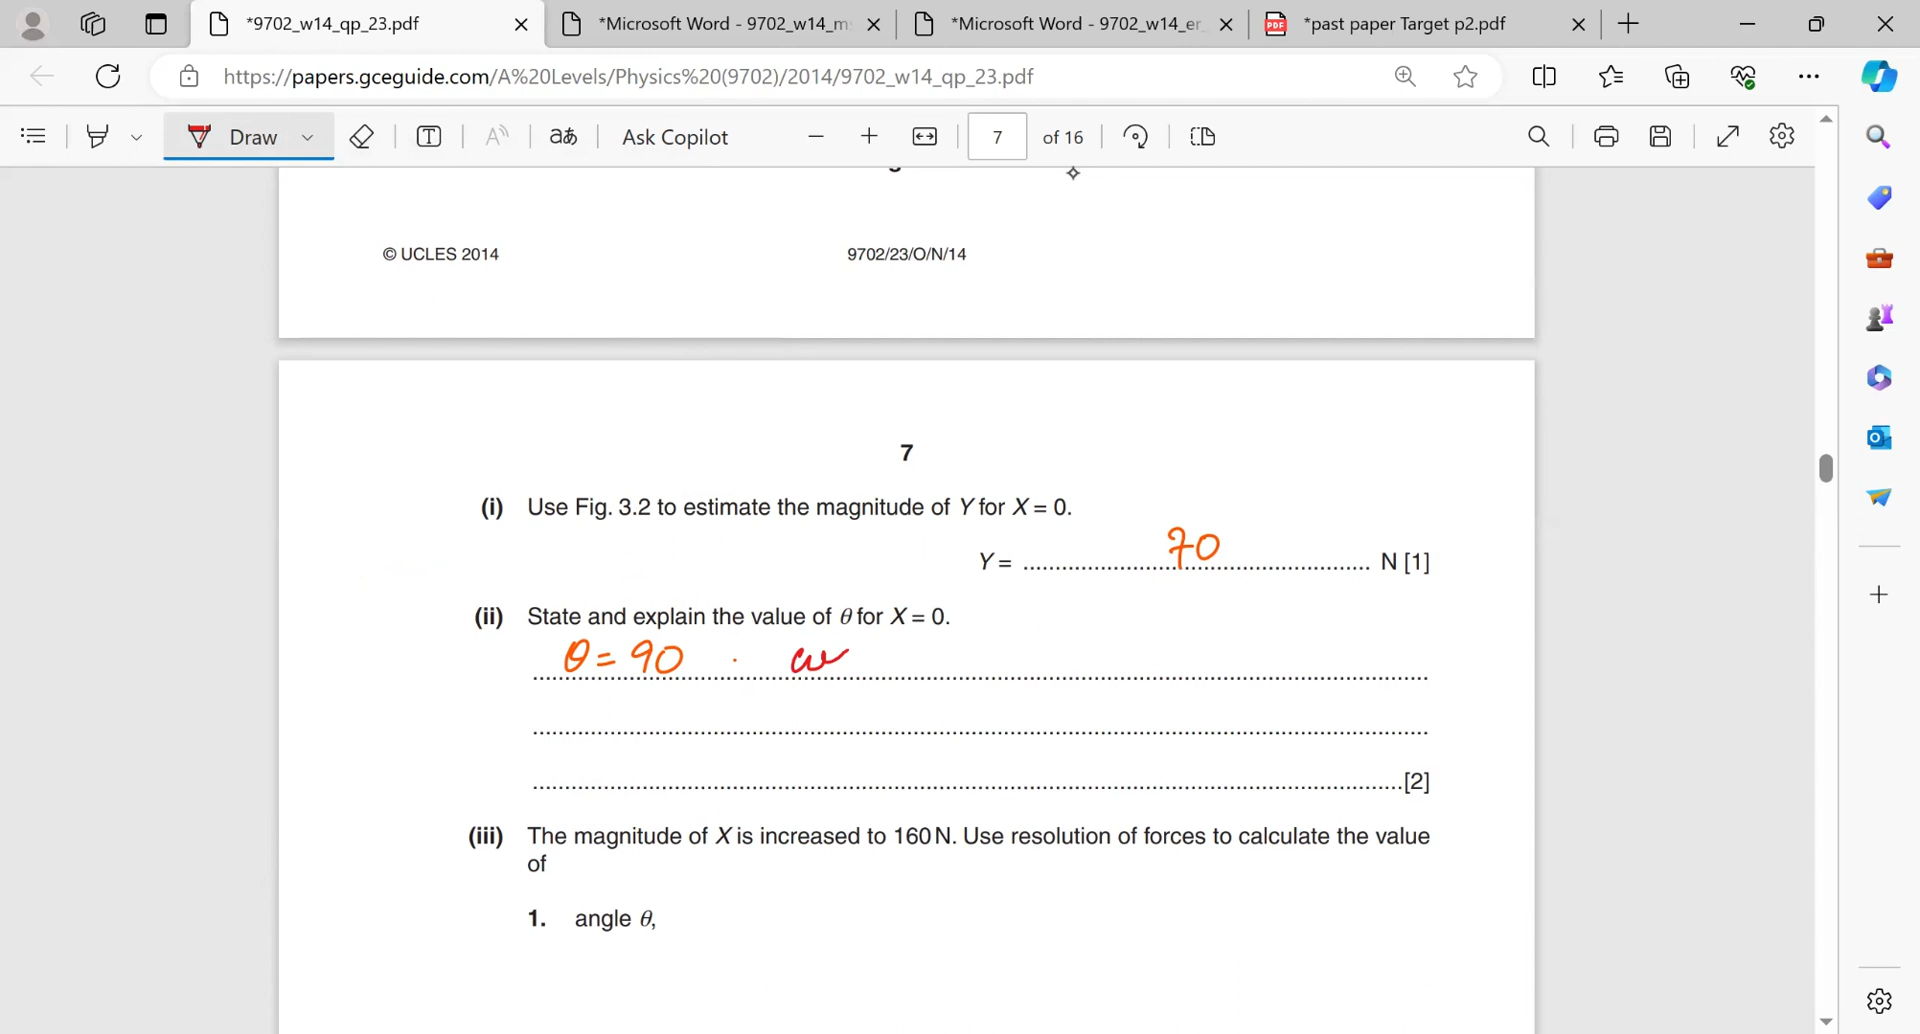 *9702_w14_qp_23.pdf
*Microsoft Word - 9702_w14_m
*Microsoft Word - 9702_w14_er_
*past paper Target p2.pdf
https://papers.gceguide.com/A%20Levels/Physics%20(9702)/2014/9702_w14_qp_23.pdf
Draw
aあ
Ask Copilot
7 of 16
© UCLES 2014
9702/23/O/N/14
7
(i) Use Fig. 3.2 to estimate the magnitude of Y for X = 0.
70
Y = .......................................................... N [1]
(ii) State and explain the value of θ for X = 0.
θ = 90 .
[2]
(iii) The magnitude of X is increased to 160 N. Use resolution of forces to calculate the value
of
1. angle θ,